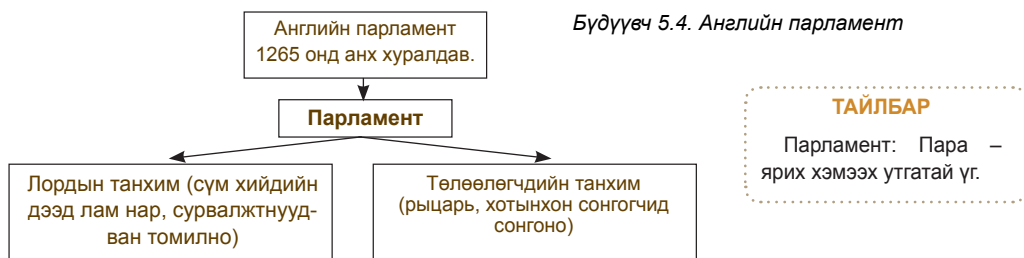 Бүдүүвч 5.4. Английн парламент
Английн парламент
1265 онд анх хуралдав.
Парламент
Лордын танхим (сүм хийдийн
дээд лам нар, сурвалжтнууд-
ван томилно)
Төлөөлөгчдийн танхим
(рыцарь, хотынхон сонгогчид
сонгоно)
ТАЙЛБАР
Парламент: Пара –
ярих хэмээх утгатай үг.